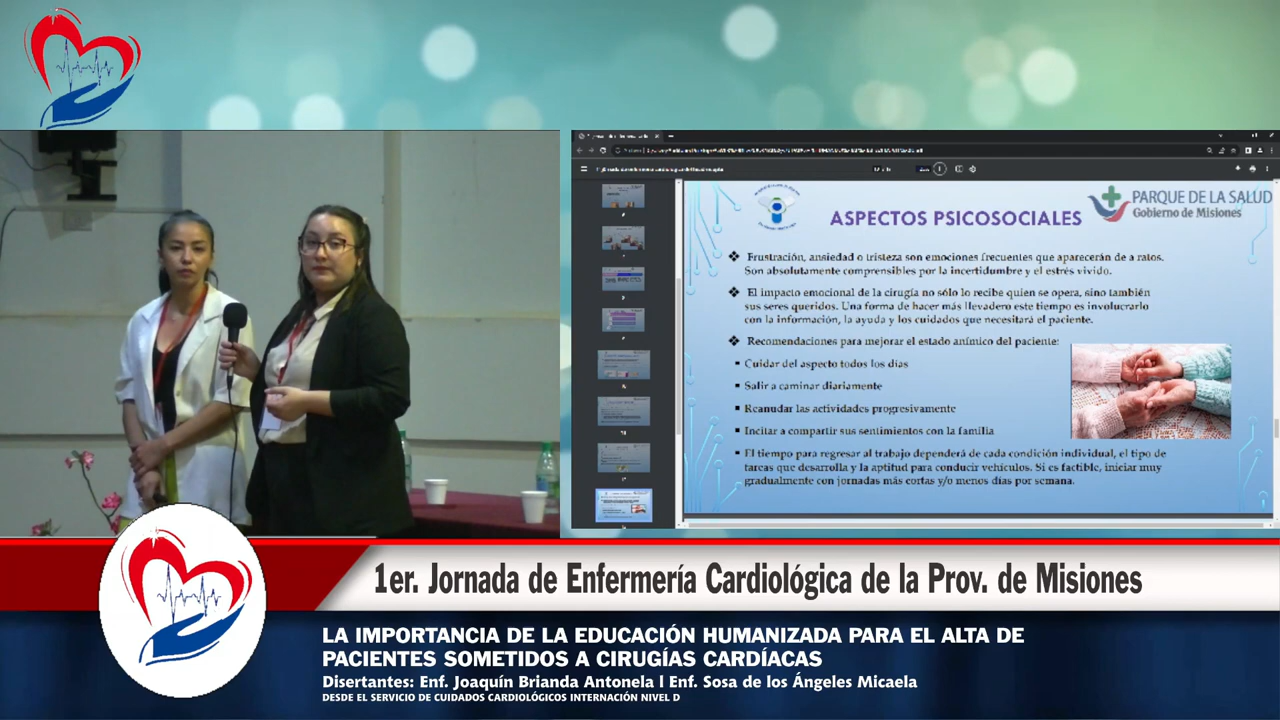 PARQUE DE LA SALUD
Gobierno de Misiones
ASPECTOS PSICOSOCIALES
Frustración, ansiedad o tristeza son emociones frecuentes que aparecerán de a ratos.
Son absolutamente comprensibles por la incertidumbre y el estrés vivido.
El impacto emocional de la cirugía no sólo lo recibe quien se opera, sino también
sus seres queridos. Una forma de hacer más llevadero este tiempo es involucrarlo
con la información, la ayuda y los cuidados que necesitará el paciente.
Recomendaciones para mejorar el estado anímico del paciente:
Cuidar del aspecto todos los días
Salir a caminar diariamente
Reanudar las actividades progresivamente
Incitar a compartir sus sentimientos con la familia
El tiempo para regresar al trabajo dependerá de cada condición individual, el tipo de
tareas que desarrolla y la aptitud para conducir vehículos. Si es factible, iniciar muy
gradualmente con jornadas más cortas y/o menos días por semana.
1er. Jornada de Enfermería Cardiológica de la Prov. de Misiones
LA IMPORTANCIA DE LA EDUCACIÓN HUMANIZADA PARA EL ALTA DE
PACIENTES SOMETIDOS A CIRUGÍAS CARDÍACAS
Disertantes: Enf. Joaquín Brianda Antonela l Enf. Sosa de los Ángeles Micaela
DESDE EL SERVICIO DE CUIDADOS CARDIOLÓGICOS INTERNACIÓN NIVEL D